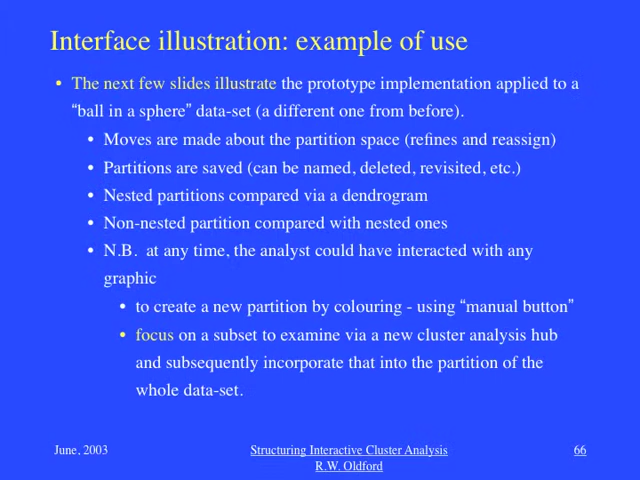 Interface illustration: example of use
• The next few slides illustrate the prototype implementation applied to a
“ball in a sphere” data-set (a different one from before).
• Moves are made about the partition space (refines and reassign)
• Partitions are saved (can be named, deleted, revisited, etc.)
• Nested partitions compared via a dendrogram
• Non-nested partition compared with nested ones
• N.B. at any time, the analyst could have interacted with any
graphic
• to create a new partition by colouring - using “manual button”
• focus on a subset to examine via a new cluster analysis hub
and subsequently incorporate that into the partition of the
whole data-set.
June, 2003
Structuring Interactive Cluster Analysis
R.W. Oldford
66